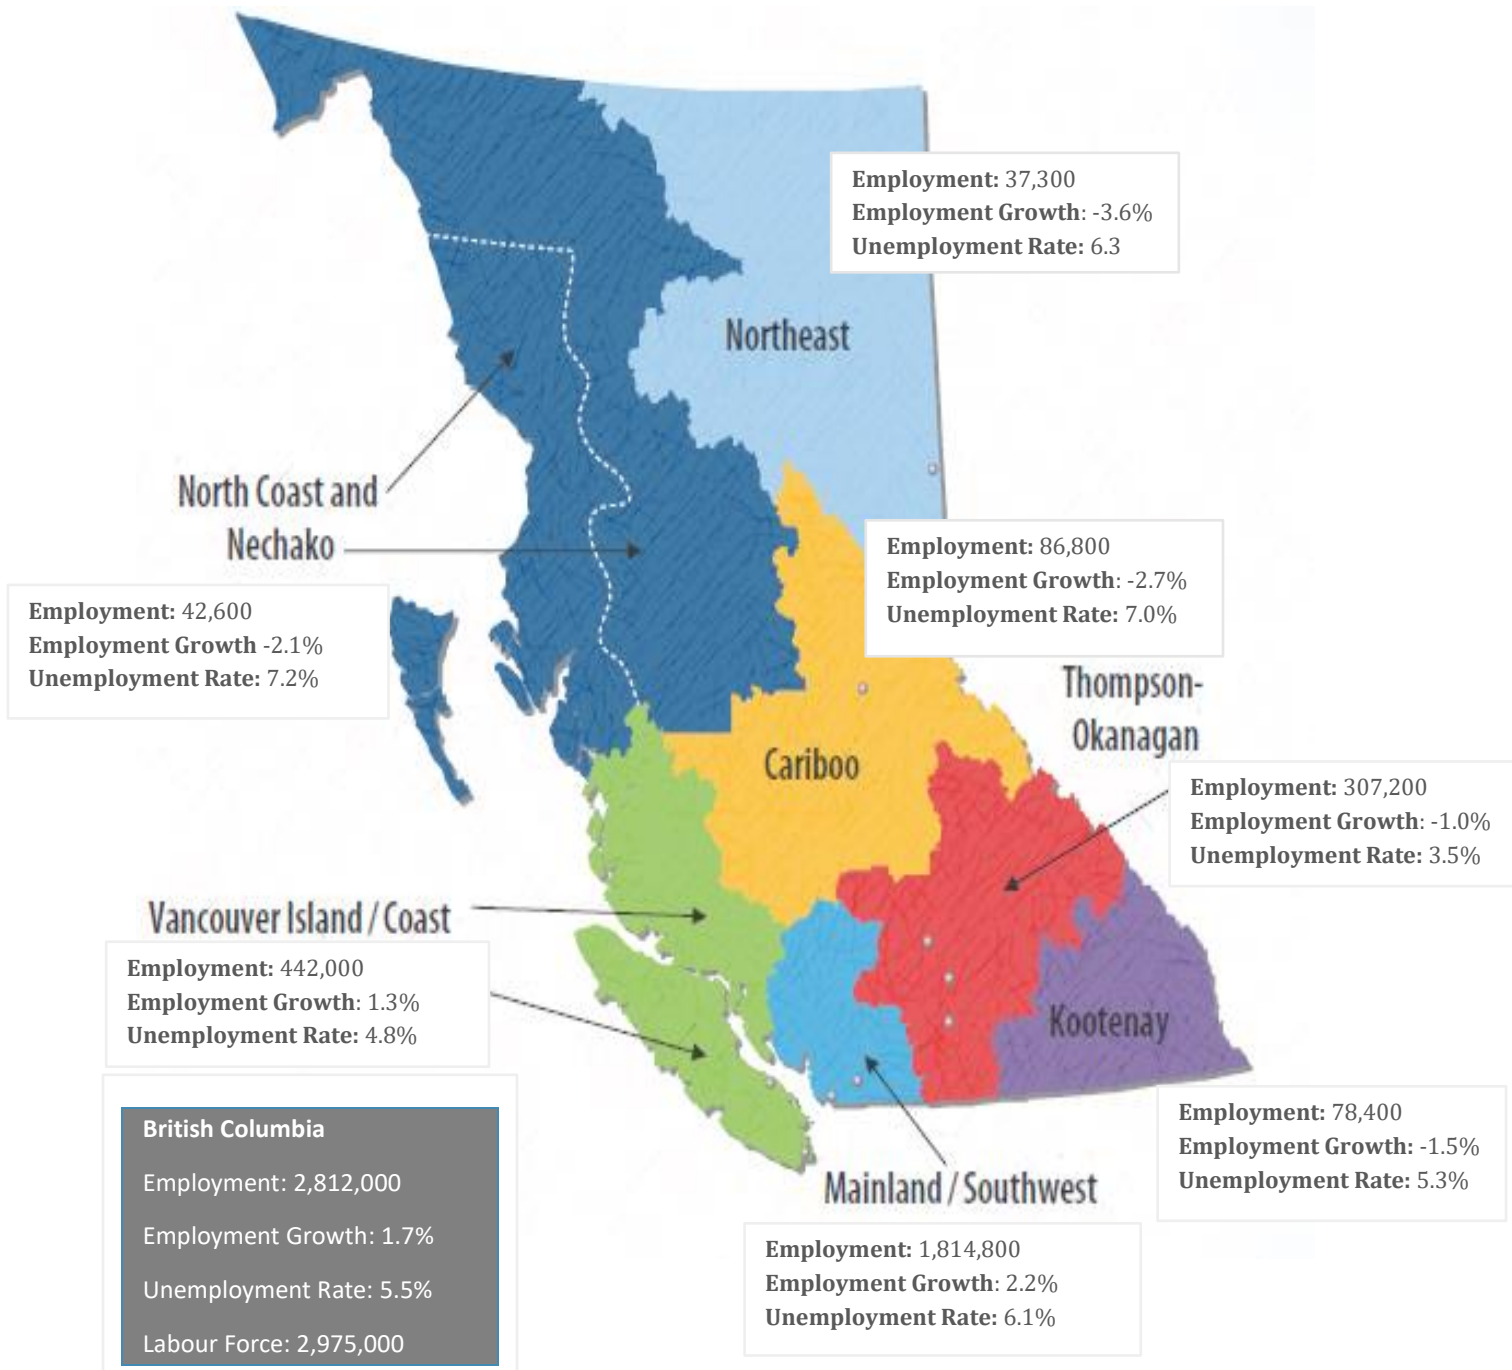 Employment: 37,300
Employment Growth: -3.6%
Unemployment Rate: 6.3
Northeast
North Coast and
Nechako
Employment: 42,600
Employment Growth -2.1%
Unemployment Rate: 7.2%
Employment: 86,800
Employment Growth: -2.7%
Unemployment Rate: 7.0%
Cariboo
Thompson-
Okanagan
Employment: 307,200
Employment Growth: -1.0%
Unemployment Rate: 3.5%
Vancouver Island / Coast
Employment: 442,000
Employment Growth: 1.3%
Unemployment Rate: 4.8%
Kootenay
Employment: 78,400
Employment Growth: -1.5%
Unemployment Rate: 5.3%
Mainland / Southwest
Employment: 1,814,800
Employment Growth: 2.2%
Unemployment Rate: 6.1%
British Columbia
Employment: 2,812,000
Employment Growth: 1.7%
Unemployment Rate: 5.5%
Labour Force: 2,975,000